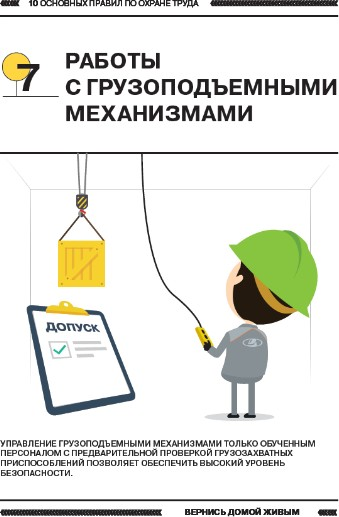 10 ОСНОВНЫХ ПРАВИЛ ПО ОХРАНЕ ТРУДА
7
РАБОТЫ
С ГРУЗОПОДЪЕМНЫМИ
МЕХАНИЗМАМИ
ДОПУСК
УПРАВЛЕНИЕ ГРУЗОПОДЪЕМНЫМИ МЕХАНИЗМАМИ ТОЛЬКО ОБУЧЕННЫМ
ПЕРСОНАЛОМ С ПРЕДВАРИТЕЛЬНОЙ ПРОВЕРКОЙ ГРУЗОЗАХВАТНЫХ
ПРИСПОСОБЛЕНИЙ ПОЗВОЛЯЕТ ОБЕСПЕЧИТЬ ВЫСОКИЙ УРОВЕНЬ
БЕЗОПАСНОСТИ.
ВЕРНИСЬ ДОМОЙ ЖИВЫМ